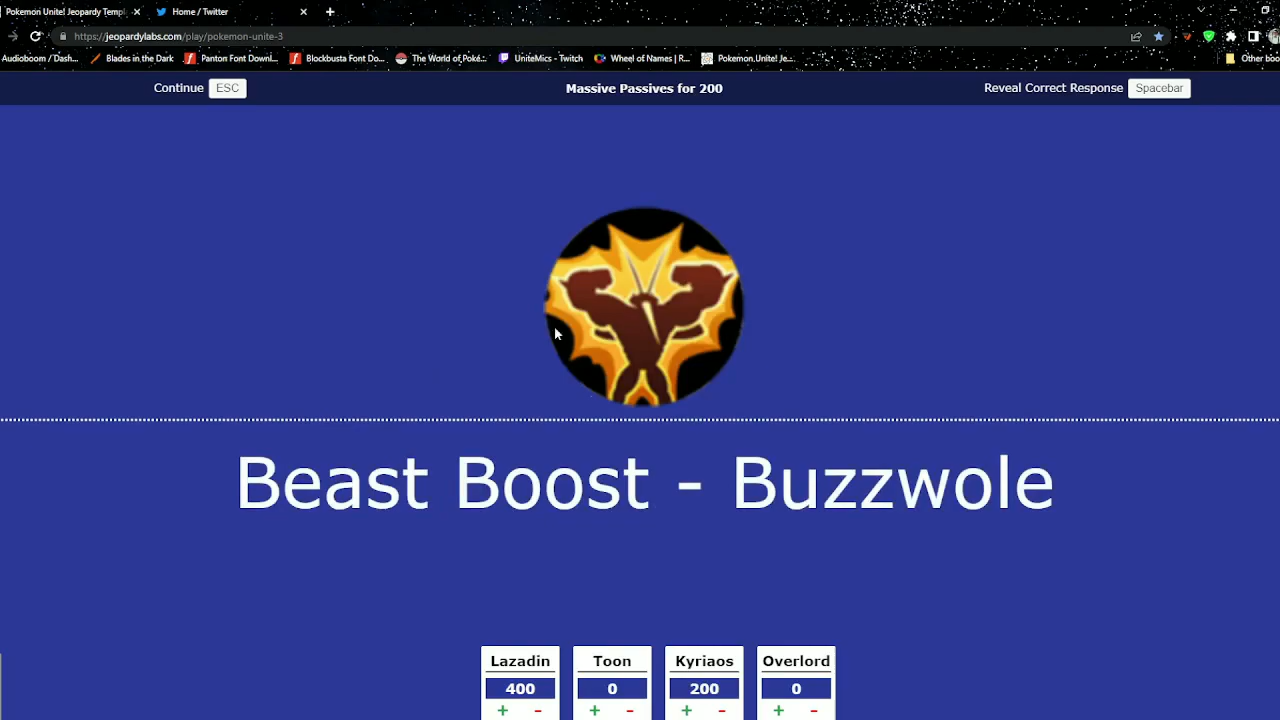 Pokemon Unite! Jeopardy Templ
Home / Twitter
https://jeopardylabs.com/play/pokemon-unite-3
Audioboom / Dash... Blades in the Dark Panton Font Downl... Blockbusta Font Do... The World of Poké... UniteMics - Twitch Wheel of Names | R... Pokemon Unite! Je... Other boo
Continue ESC Massive Passives for 200 Reveal Correct Response Spacebar
Beast Boost - Buzzwole
Lazadin Toon Kyriaos Overlord
400 0 200 0
+ - + - + - + -